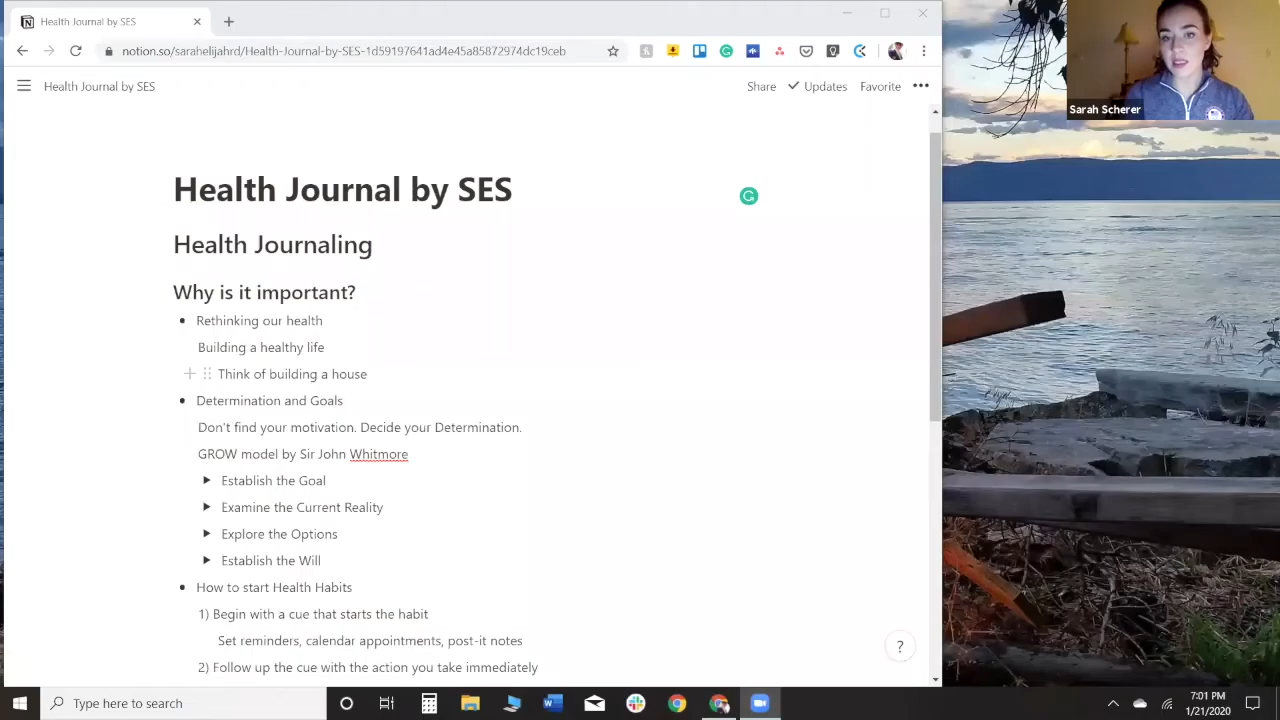 Health Journal by SES
notion.so/sarahelijahrd/Health-Journal-by-SES-1d59197641ad4e45a85872974dc19ceb
Health Journal by SES
Share Updates Favorite
Sarah Scherer
Health Journal by SES
Health Journaling
Why is it important?
Rethinking our health
Building a healthy life
Think of building a house
Determination and Goals
Don't find your motivation. Decide your Determination.
GROW model by Sir John Whitmore
Establish the Goal
Examine the Current Reality
Explore the Options
Establish the Will
How to start Health Habits
1) Begin with a cue that starts the habit
Set reminders, calendar appointments, post-it notes
2) Follow up the cue with the action you take immediately
?
Type here to search
7:01 PM
1/21/2020